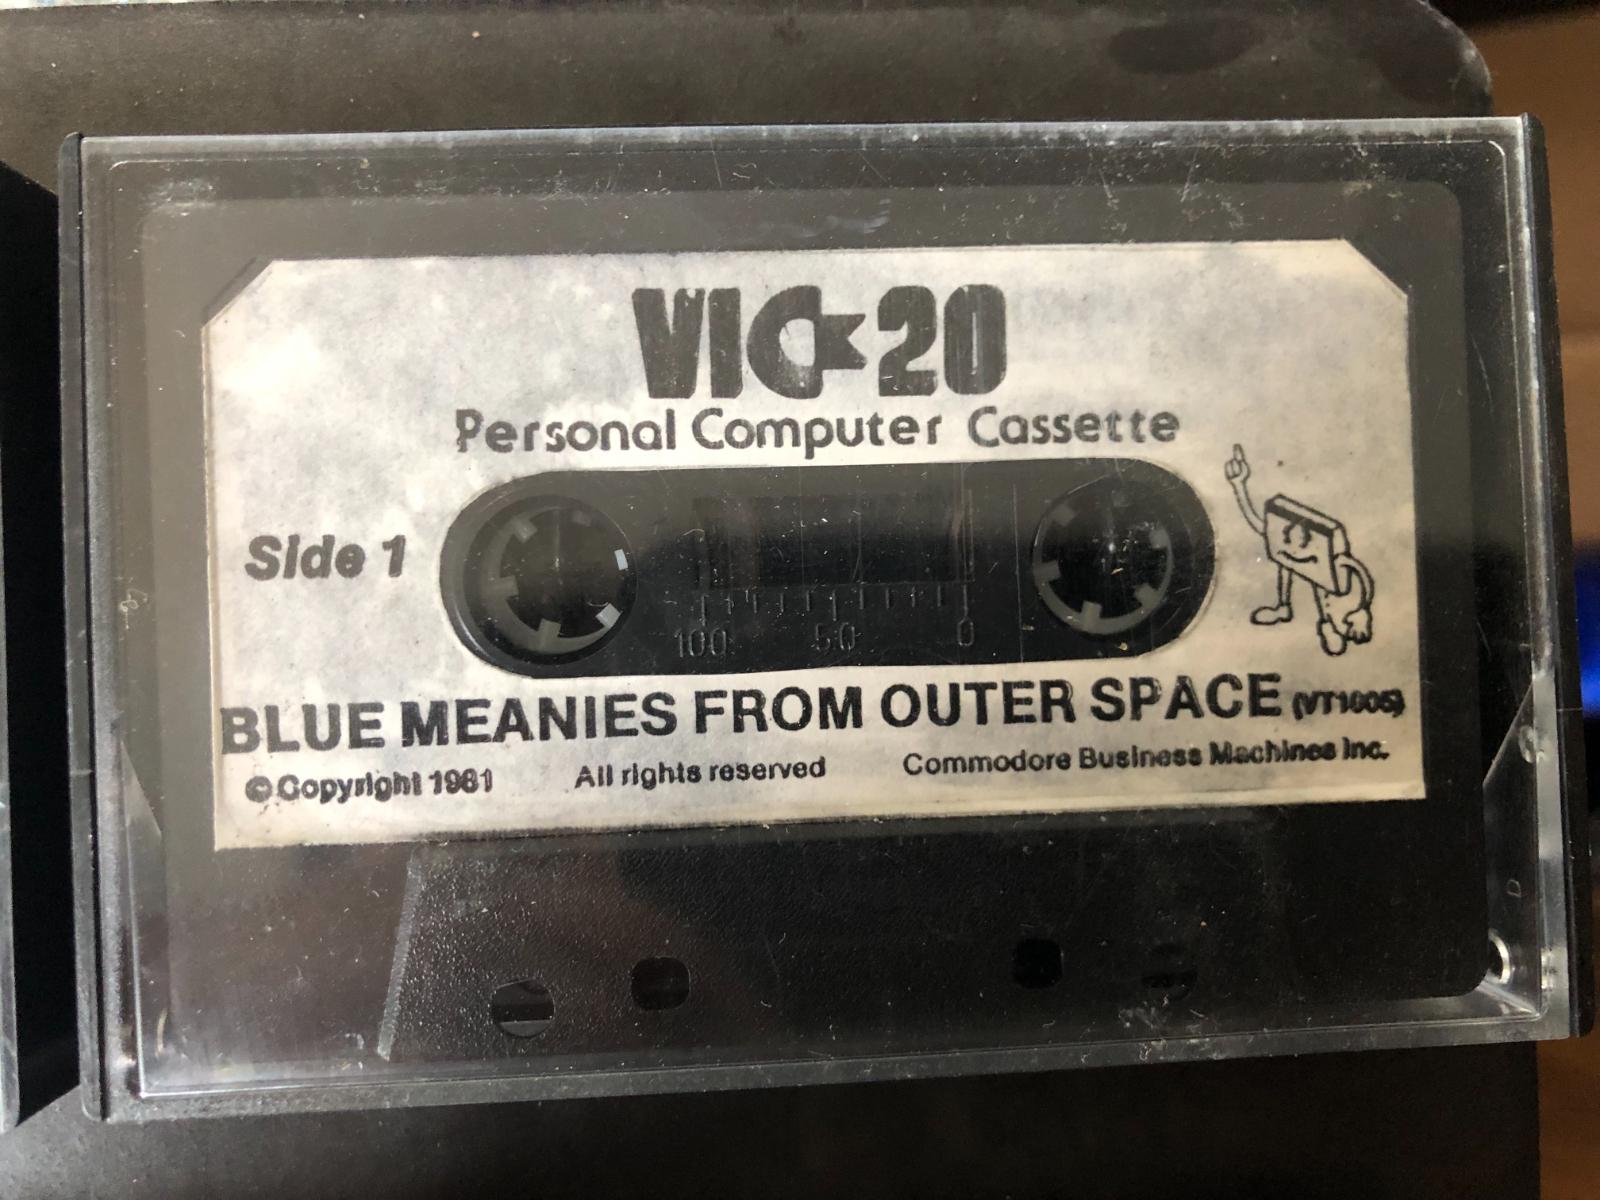 VIC-20
Personal Computer Cassette
Side 1
100 50 0
BLUE MEANIES FROM OUTER SPACE (VT1005)
©Copyright 1981 All rights reserved Commodore Business Machines Inc.
D